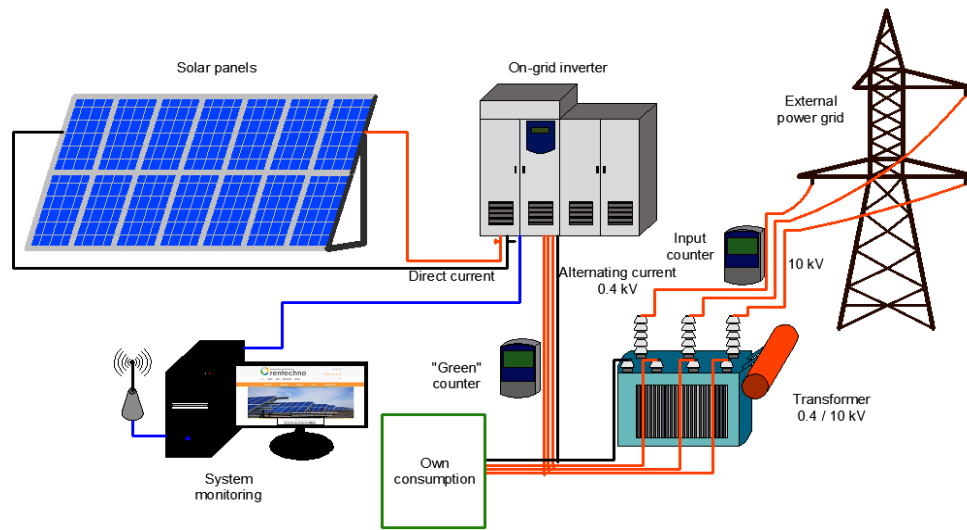 Solar panels
On-grid inverter
External
power grid
Input
counter
10 kV
Direct current
Alternating current
0.4 kV
"Green"
counter
rentechno
Transformer
0.4 / 10 kV
Own
consumption
System
monitoring